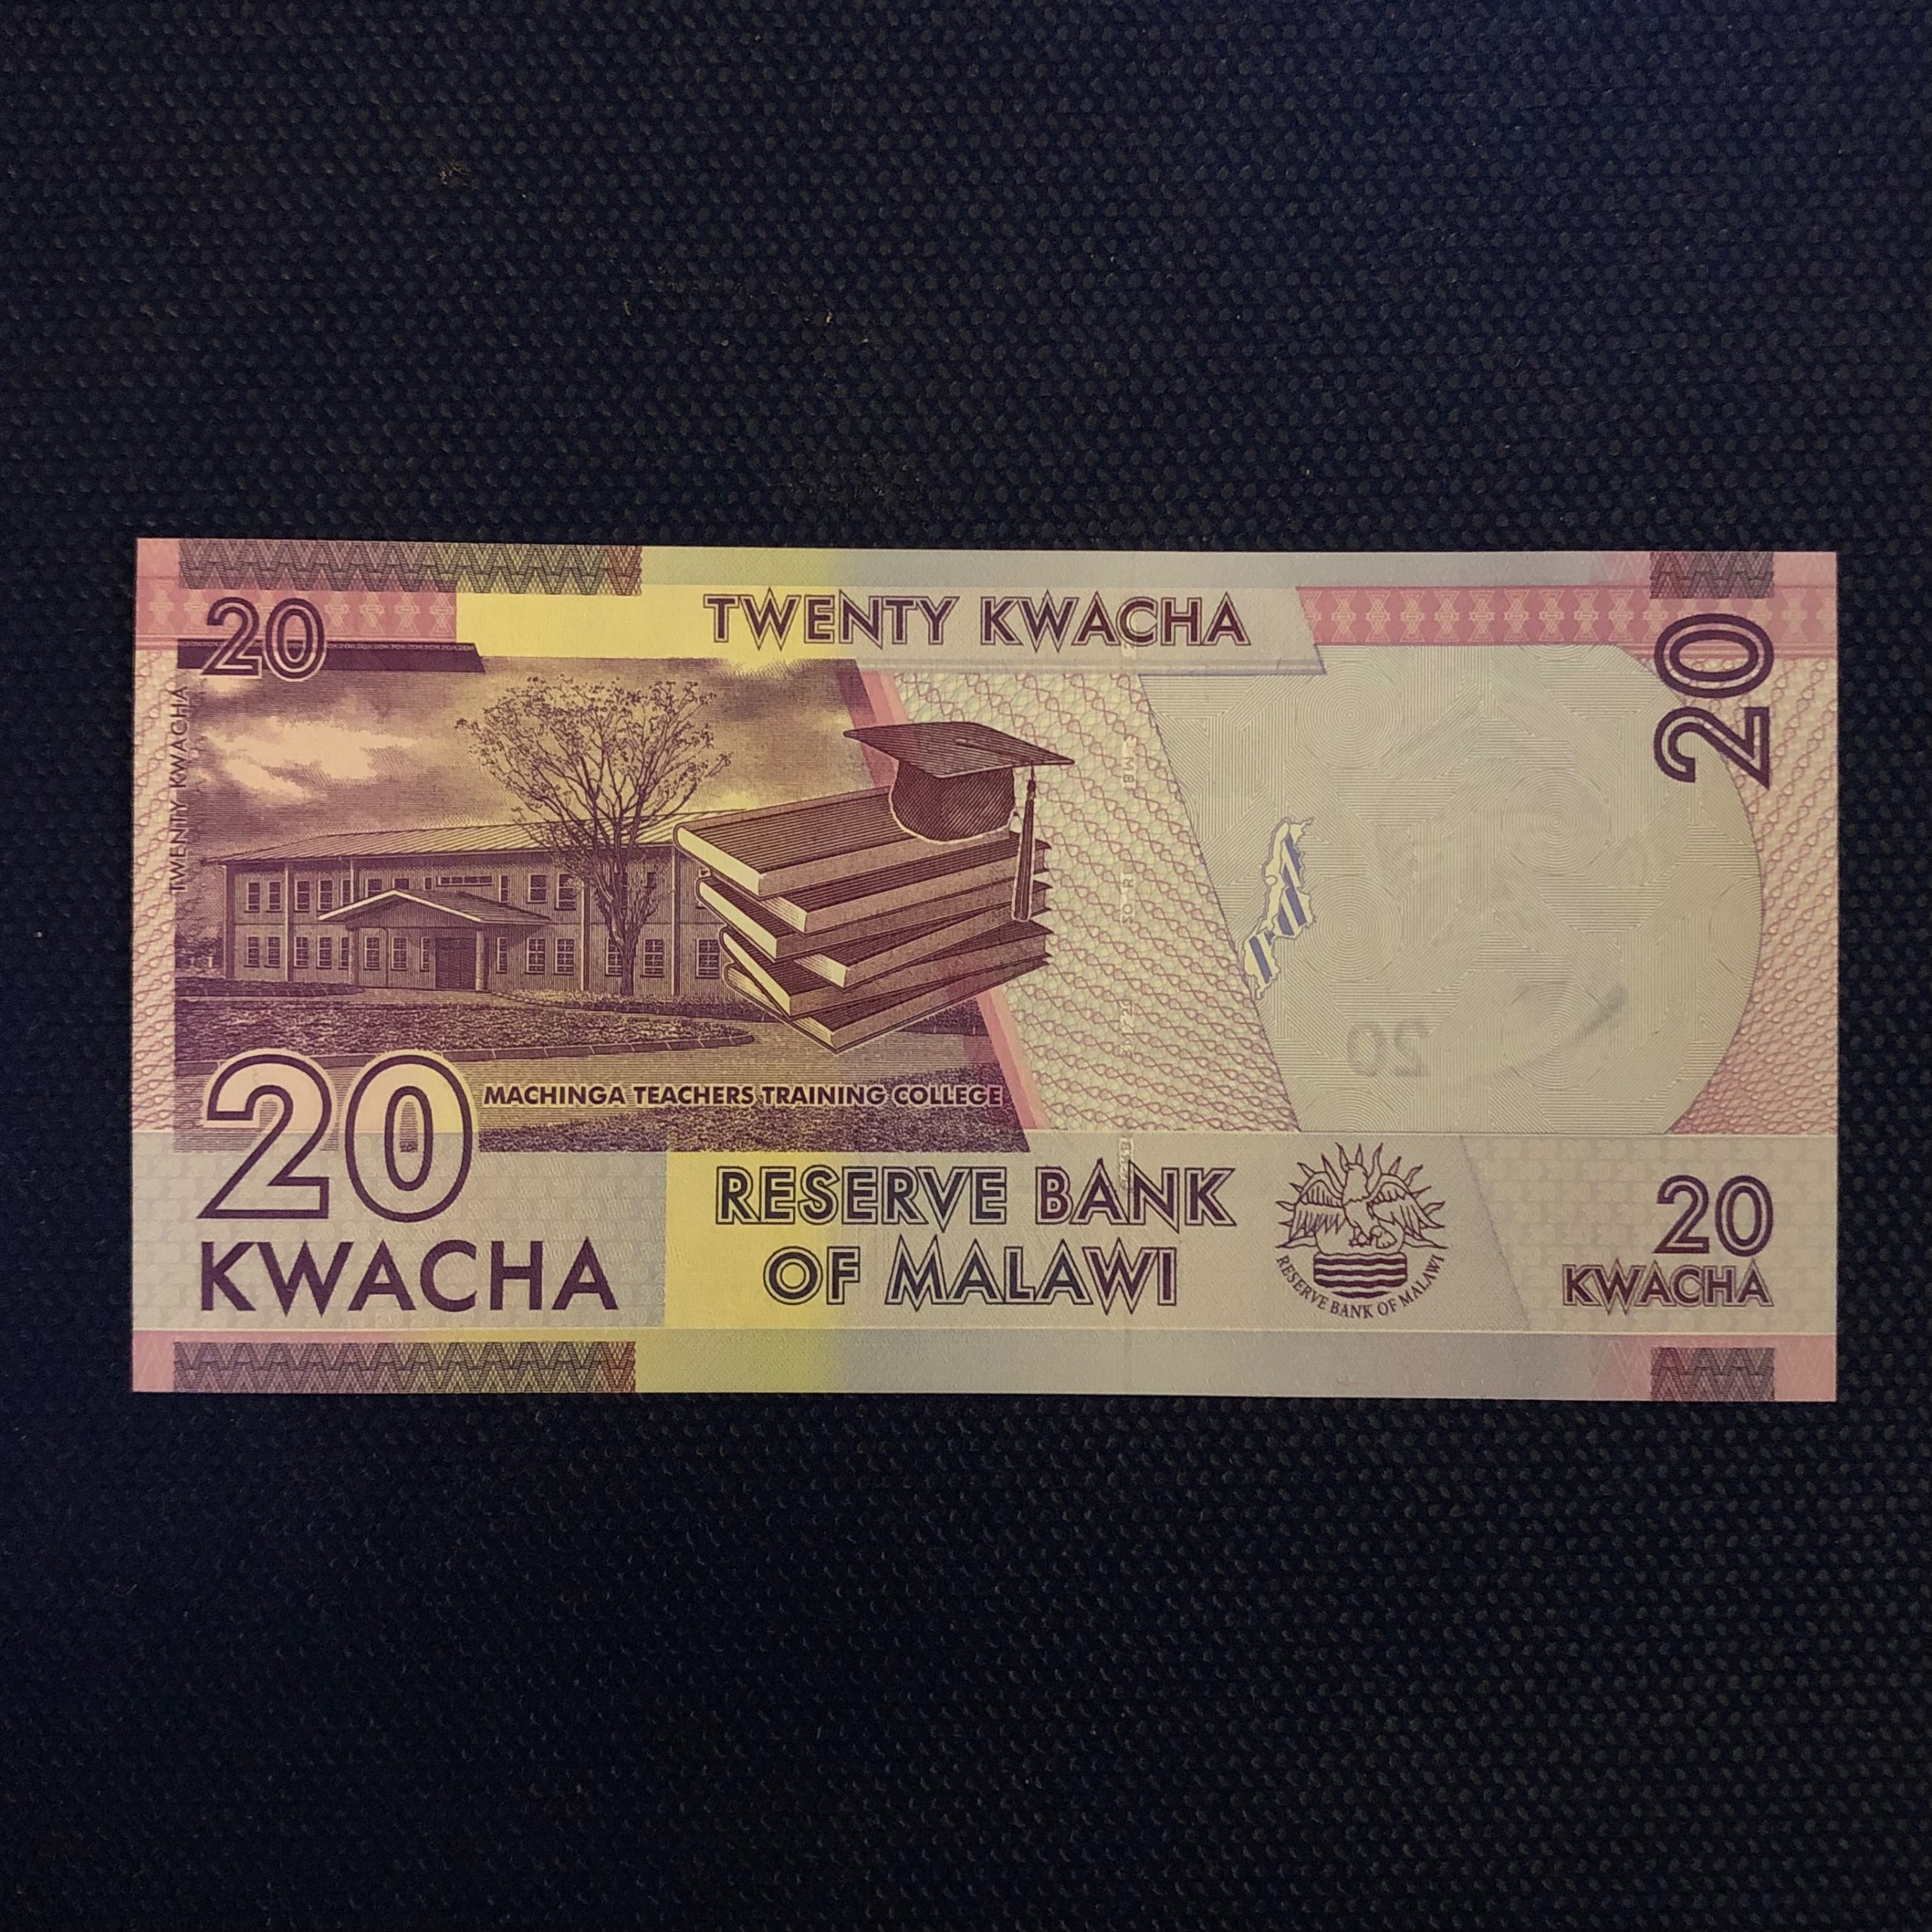 20
TWENTY KWACHA
20
TWENTY KWACHA
20
MACHINGA TEACHERS TRAINING COLLEGE
20
KWACHA
RESERVE BANK
OF MALAWI
RESERVE BANK OF MALAWI
20
KWACHA